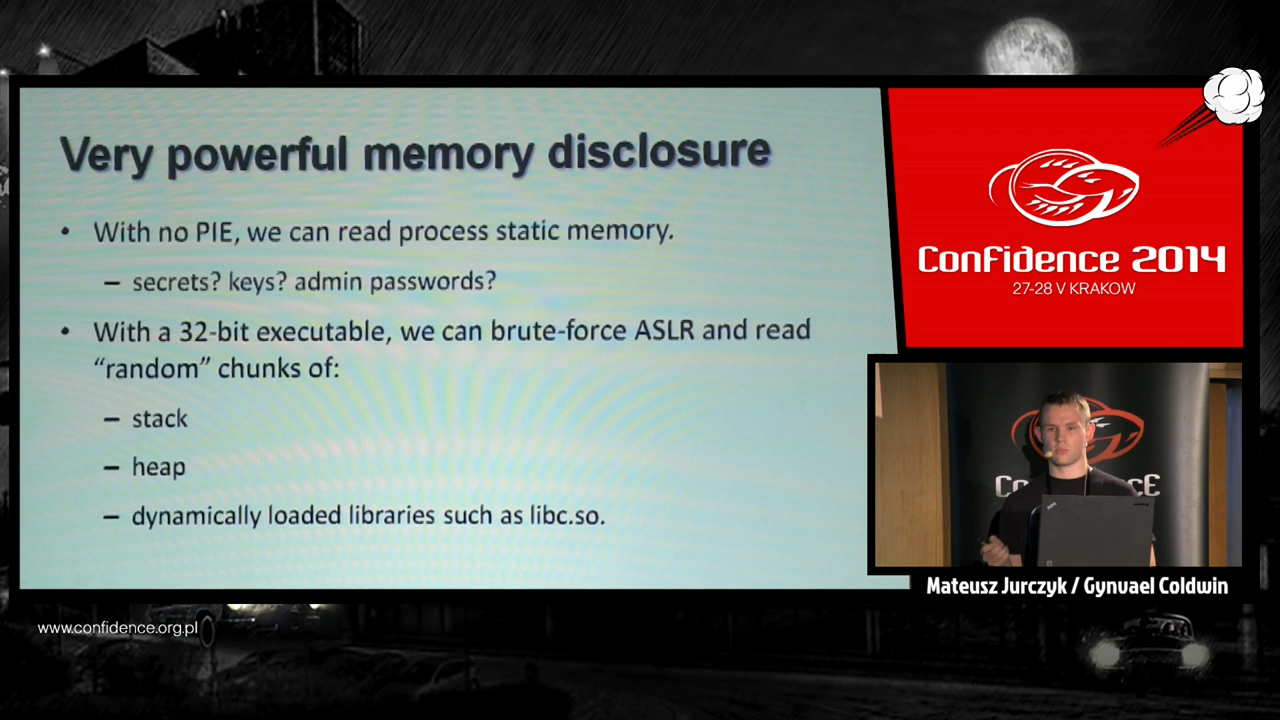 Very powerful memory disclosure
• With no PIE, we can read process static memory.
– secrets? keys? admin passwords?
• With a 32-bit executable, we can brute-force ASLR and read
“random” chunks of:
– stack
– heap
– dynamically loaded libraries such as libc.so.
ConFidence 2014
27-28 V KRAKOW
Mateusz Jurczyk / Gynvael Coldwin
www.confidence.org.pl